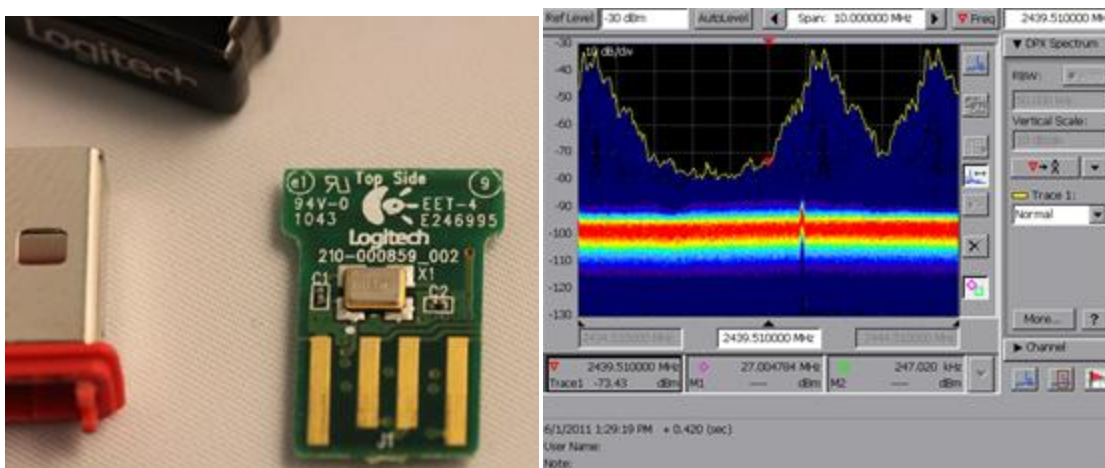 Logitech
e1 Top Side 9
94V-0 EET-4
1043 E246995
Logitech
210-000859_002
C1 X1 C2
J1
Ref Level -30 dBm AutoLevel Span: 10.000000 MHz Freq 2439.510000 MH
10 dB/div
-30
-40
-50
-60
-70
-80
-90
-100
-110
-120
-130
DPX Spectrum
RBW:
Vertical Scale:
Trace 1:
Normal
More... ?
Channel
2439.510000 MHz
2439.510000 MHz 27.004784 MHz 247.020 kHz
Trace1 -73.43 dBm M1 ---- dBm M2 ---- dBm
6/1/2011 1:29:19 PM + 0.420 (sec)
User Name:
Note: